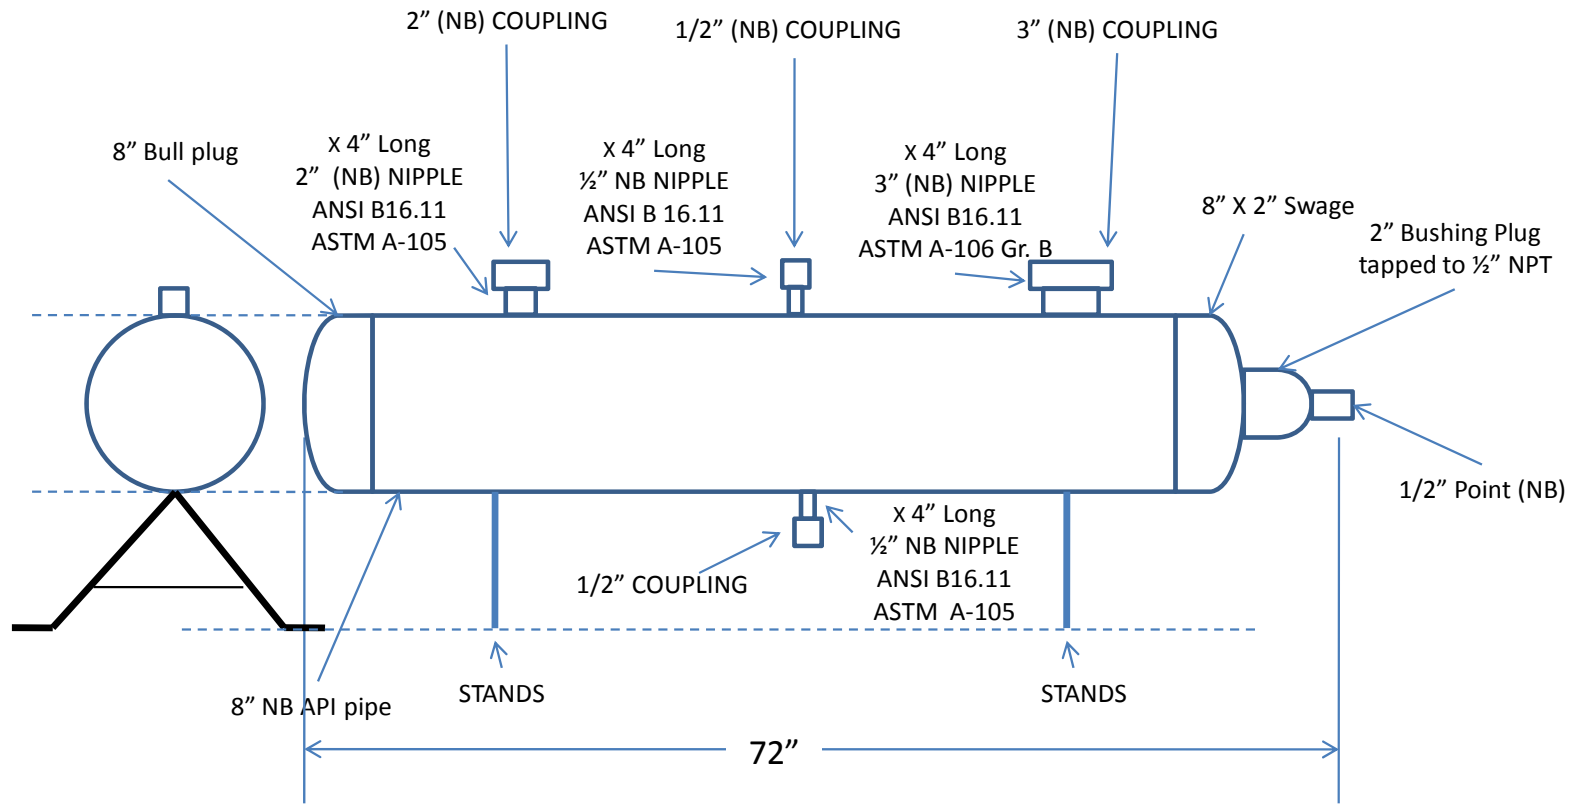 2” (NB) COUPLING
1/2” (NB) COUPLING
3” (NB) COUPLING
8” Bull plug
X 4” Long
2”  (NB) NIPPLE
ANSI B16.11
ASTM A-105
X 4” Long
½” NB NIPPLE
ANSI B 16.11
ASTM A-105
X 4” Long
3” (NB) NIPPLE
ANSI B16.11
ASTM A-106 Gr. B
8” X 2” Swage
2” Bushing Plug
tapped to ½” NPT
1/2” Point (NB)
X 4” Long
½” NB NIPPLE
ANSI B16.11
ASTM  A-105
1/2” COUPLING
8” NB API pipe
STANDS
STANDS
72”